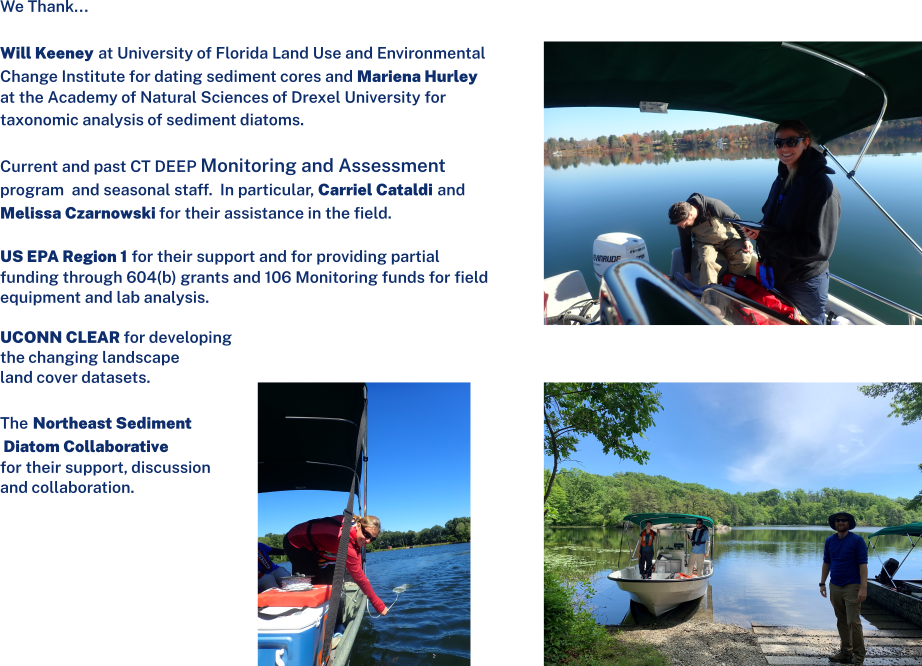 We Thank...
Will Keeney at University of Florida Land Use and Environmental
Change Institute for dating sediment cores and Mariena Hurley
at the Academy of Natural Sciences of Drexel University for
taxonomic analysis of sediment diatoms.
Current and past CT DEEP Monitoring and Assessment
program and seasonal staff. In particular, Carriel Cataldi and
Melissa Czarnowski for their assistance in the field.
US EPA Region 1 for their support and for providing partial
funding through 604(b) grants and 106 Monitoring funds for field
equipment and lab analysis.
UCONN CLEAR for developing
the changing landscape
land cover datasets.
The Northeast Sediment
Diatom Collaborative
for their support, discussion
and collaboration.
EVINRUDE